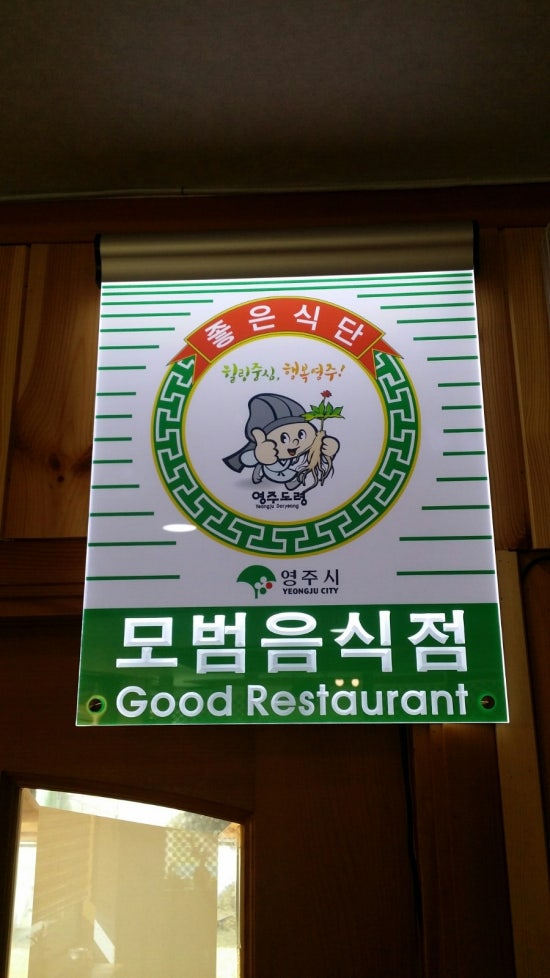 좋은식단
힐링중심, 행복영주!
영주도령
Yeongju Doryeong
영주시
YEONGJU CITY
모범음식점
Good Restaurant